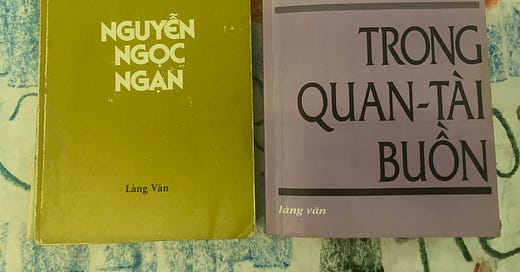 NGUYỄN
NGỌC
NGẠN
Làng Văn
TRONG
QUAN-TÀI
BUỒN
làng văn